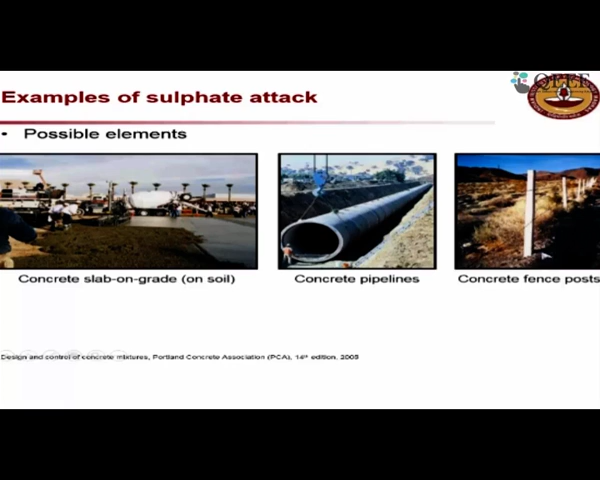 QEEE
Examples of sulphate attack
• Possible elements
Concrete slab-on-grade (on soil)
Concrete pipelines
Concrete fence posts
Design and control of concrete mixtures, Portland Concrete Association (PCA), 14th edition, 2005